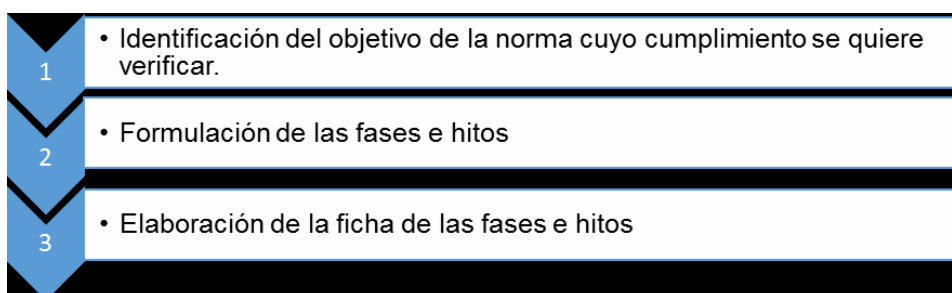 • Identificación del objetivo de la norma cuyo cumplimiento se quiere
verificar.
1
• Formulación de las fases e hitos
2
• Elaboración de la ficha de las fases e hitos
3